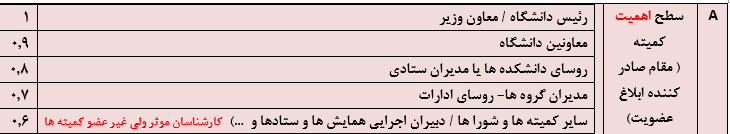 A
سطح اهمیت
کمیته
( مقام صادر
کننده ابلاغ
عضویت)
رئیس دانشگاه / معاون وزیر
۱
معاونین دانشگاه
۰,۹
روسای دانشکده ها یا مدیران ستادی
۰,۸
مدیران گروه ها- روسای ادارات
۰,۷
سایر کمیته ها و شورا ها / دبیران اجرایی همایش ها و ستادها و ...) کارشناسان موثر ولی غیر عضو کمیته ها
۰,۶